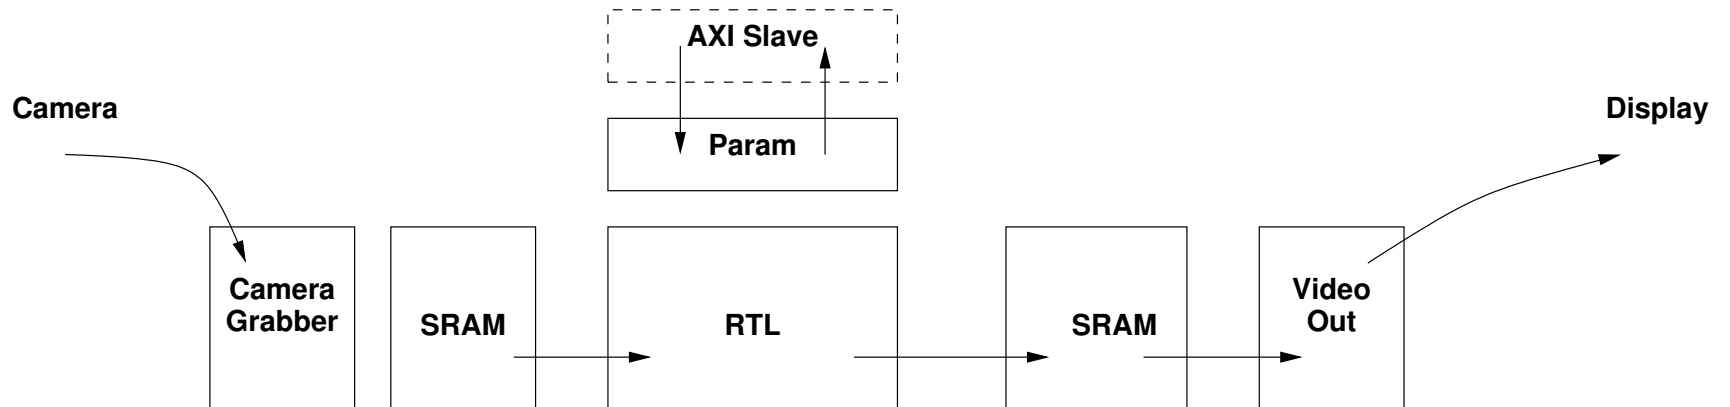 AXI Slave
Camera
Display
Param
Camera
Grabber
SRAM
RTL
SRAM
Video
Out